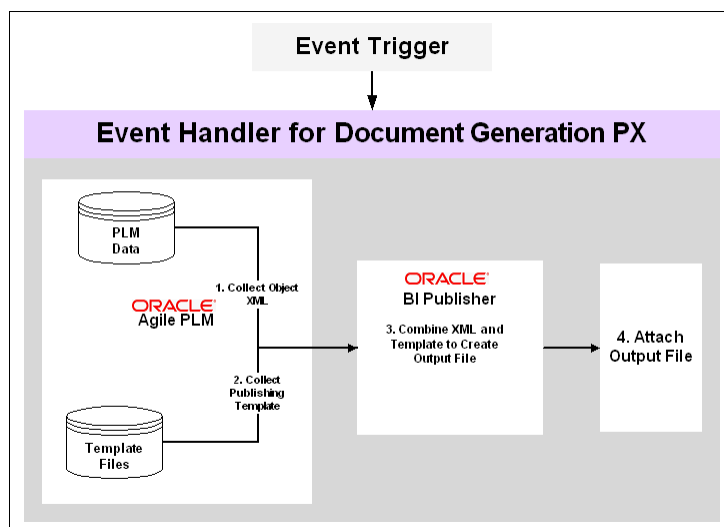 Event Trigger
Event Handler for Document Generation PX
PLM
Data
1. Collect Object
XML
ORACLE®
Agile PLM
2. Collect
Publishing
Template
Template
Files
ORACLE®
BI Publisher
3. Combine XML and
Template to Create
Output File
4. Attach
Output File